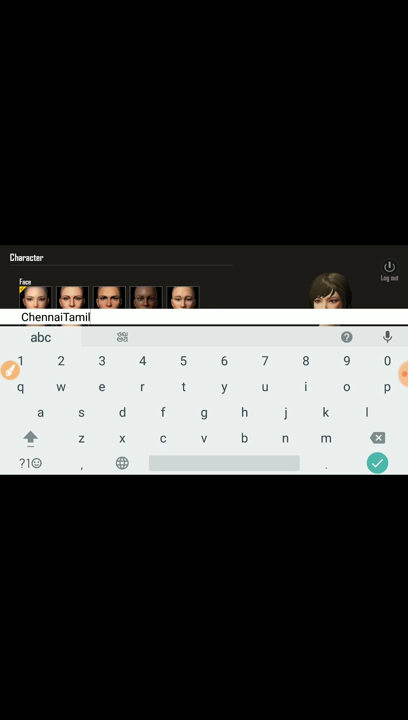 Character
Log out
Face
ChennaiTamil
abc
1 2 3 4 5 6 7 8 9 0
q w e r t y u i o p
a s d f g h j k l
z x c v b n m
?1☺ , .